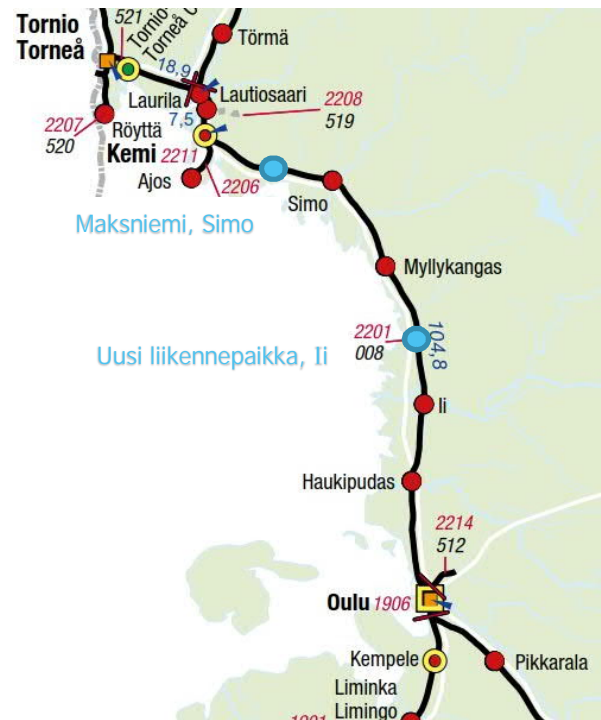 Tornio
Torneå
521
Tornio-
Torneå
Törmä
18,9
Laurila
Lautiosaari
2208
519
7,5
2207
520
Röyttä
Kemi 2211
Ajos
2206
Simo
Maksniemi, Simo
Myllykangas
2201
008
104,8
Uusi liikennepaikka, Ii
Ii
Haukipudas
2214
512
Oulu 1906
Kempele
Pikkarala
Liminka
Limingo